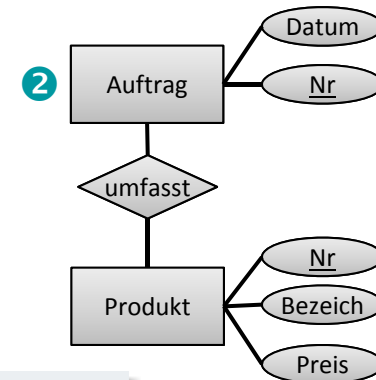 Datum
2
Auftrag
Nr
umfasst
Nr
Produkt
Bezeich
Preis